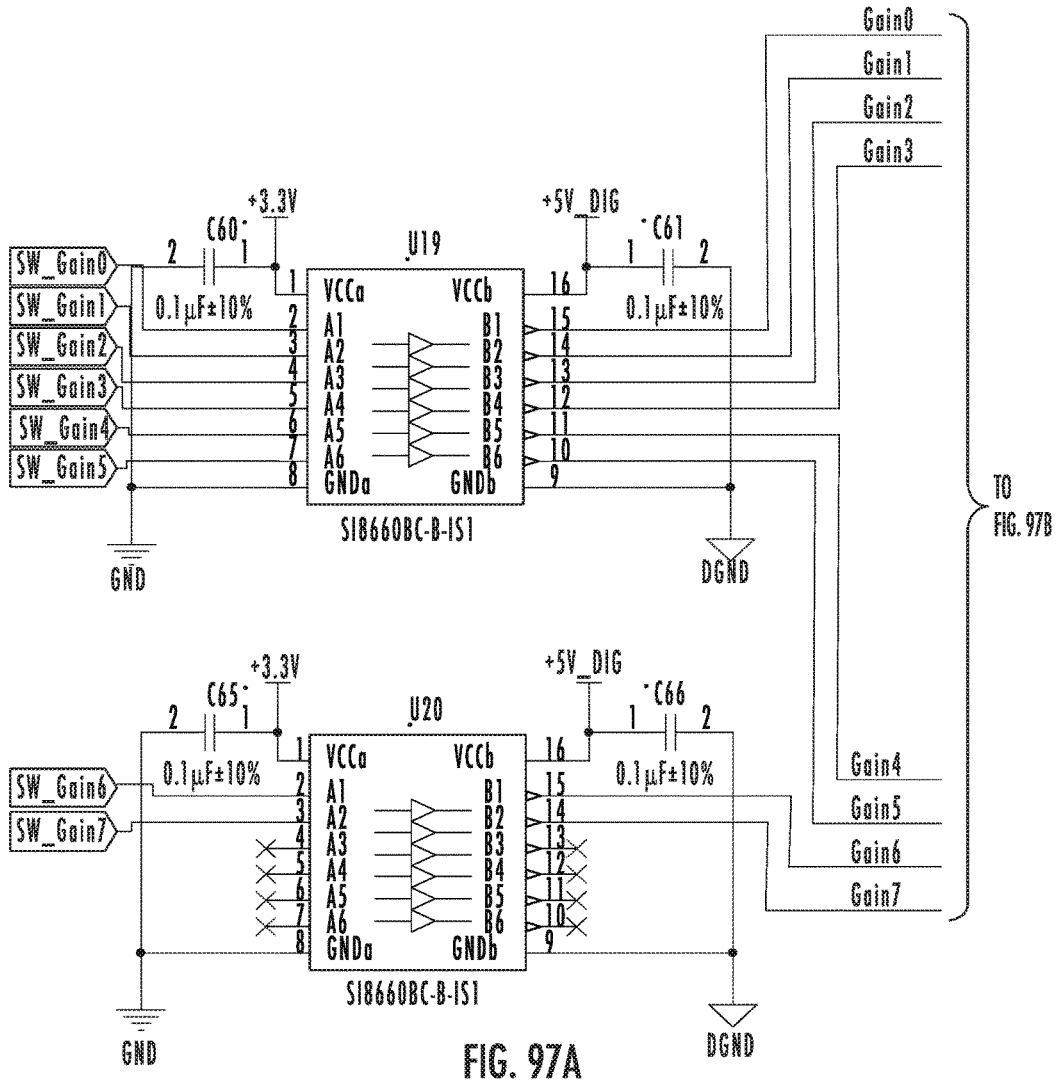 Gain0
Gain1
Gain2
Gain3
TO
FIG. 97B
+3.3V
+5V_DIG
C60
C61
2 1
1 2
0.1µF±10%
0.1µF±10%
U19
SW_Gain0
SW_Gain1
SW_Gain2
SW_Gain3
SW_Gain4
SW_Gain5
1 VCCa VCCb 16
2 A1 B1 15
3 A2 B2 14
4 A3 B3 13
5 A4 B4 12
6 A5 B5 11
7 A6 B6 10
8 GNDa GNDb 9
SI8660BC-B-IS1
GND
DGND
+3.3V
+5V_DIG
C65
C66
2 1
1 2
0.1µF±10%
0.1µF±10%
U20
SW_Gain6
SW_Gain7
1 VCCa VCCb 16
2 A1 B1 15
3 A2 B2 14
4 A3 B3 13
5 A4 B4 12
6 A5 B5 11
7 A6 B6 10
8 GNDa GNDb 9
SI8660BC-B-IS1
Gain4
Gain5
Gain6
Gain7
GND
DGND
FIG. 97A